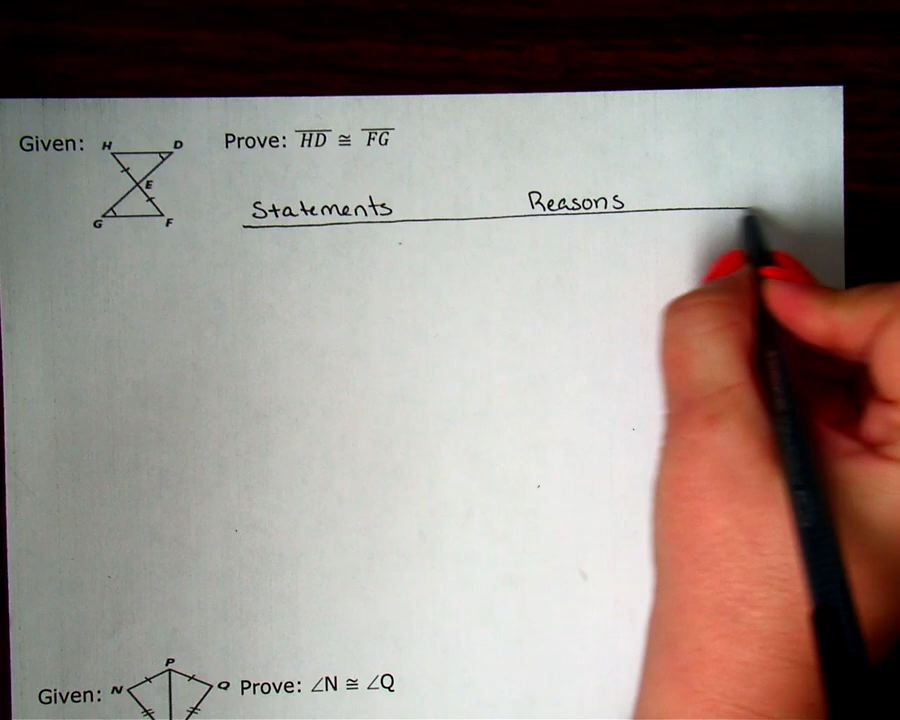 Given: H D Prove: HD ≅ FG
E
G F
Statements Reasons
P
Given: N Q Prove: ∠N ≅ ∠Q